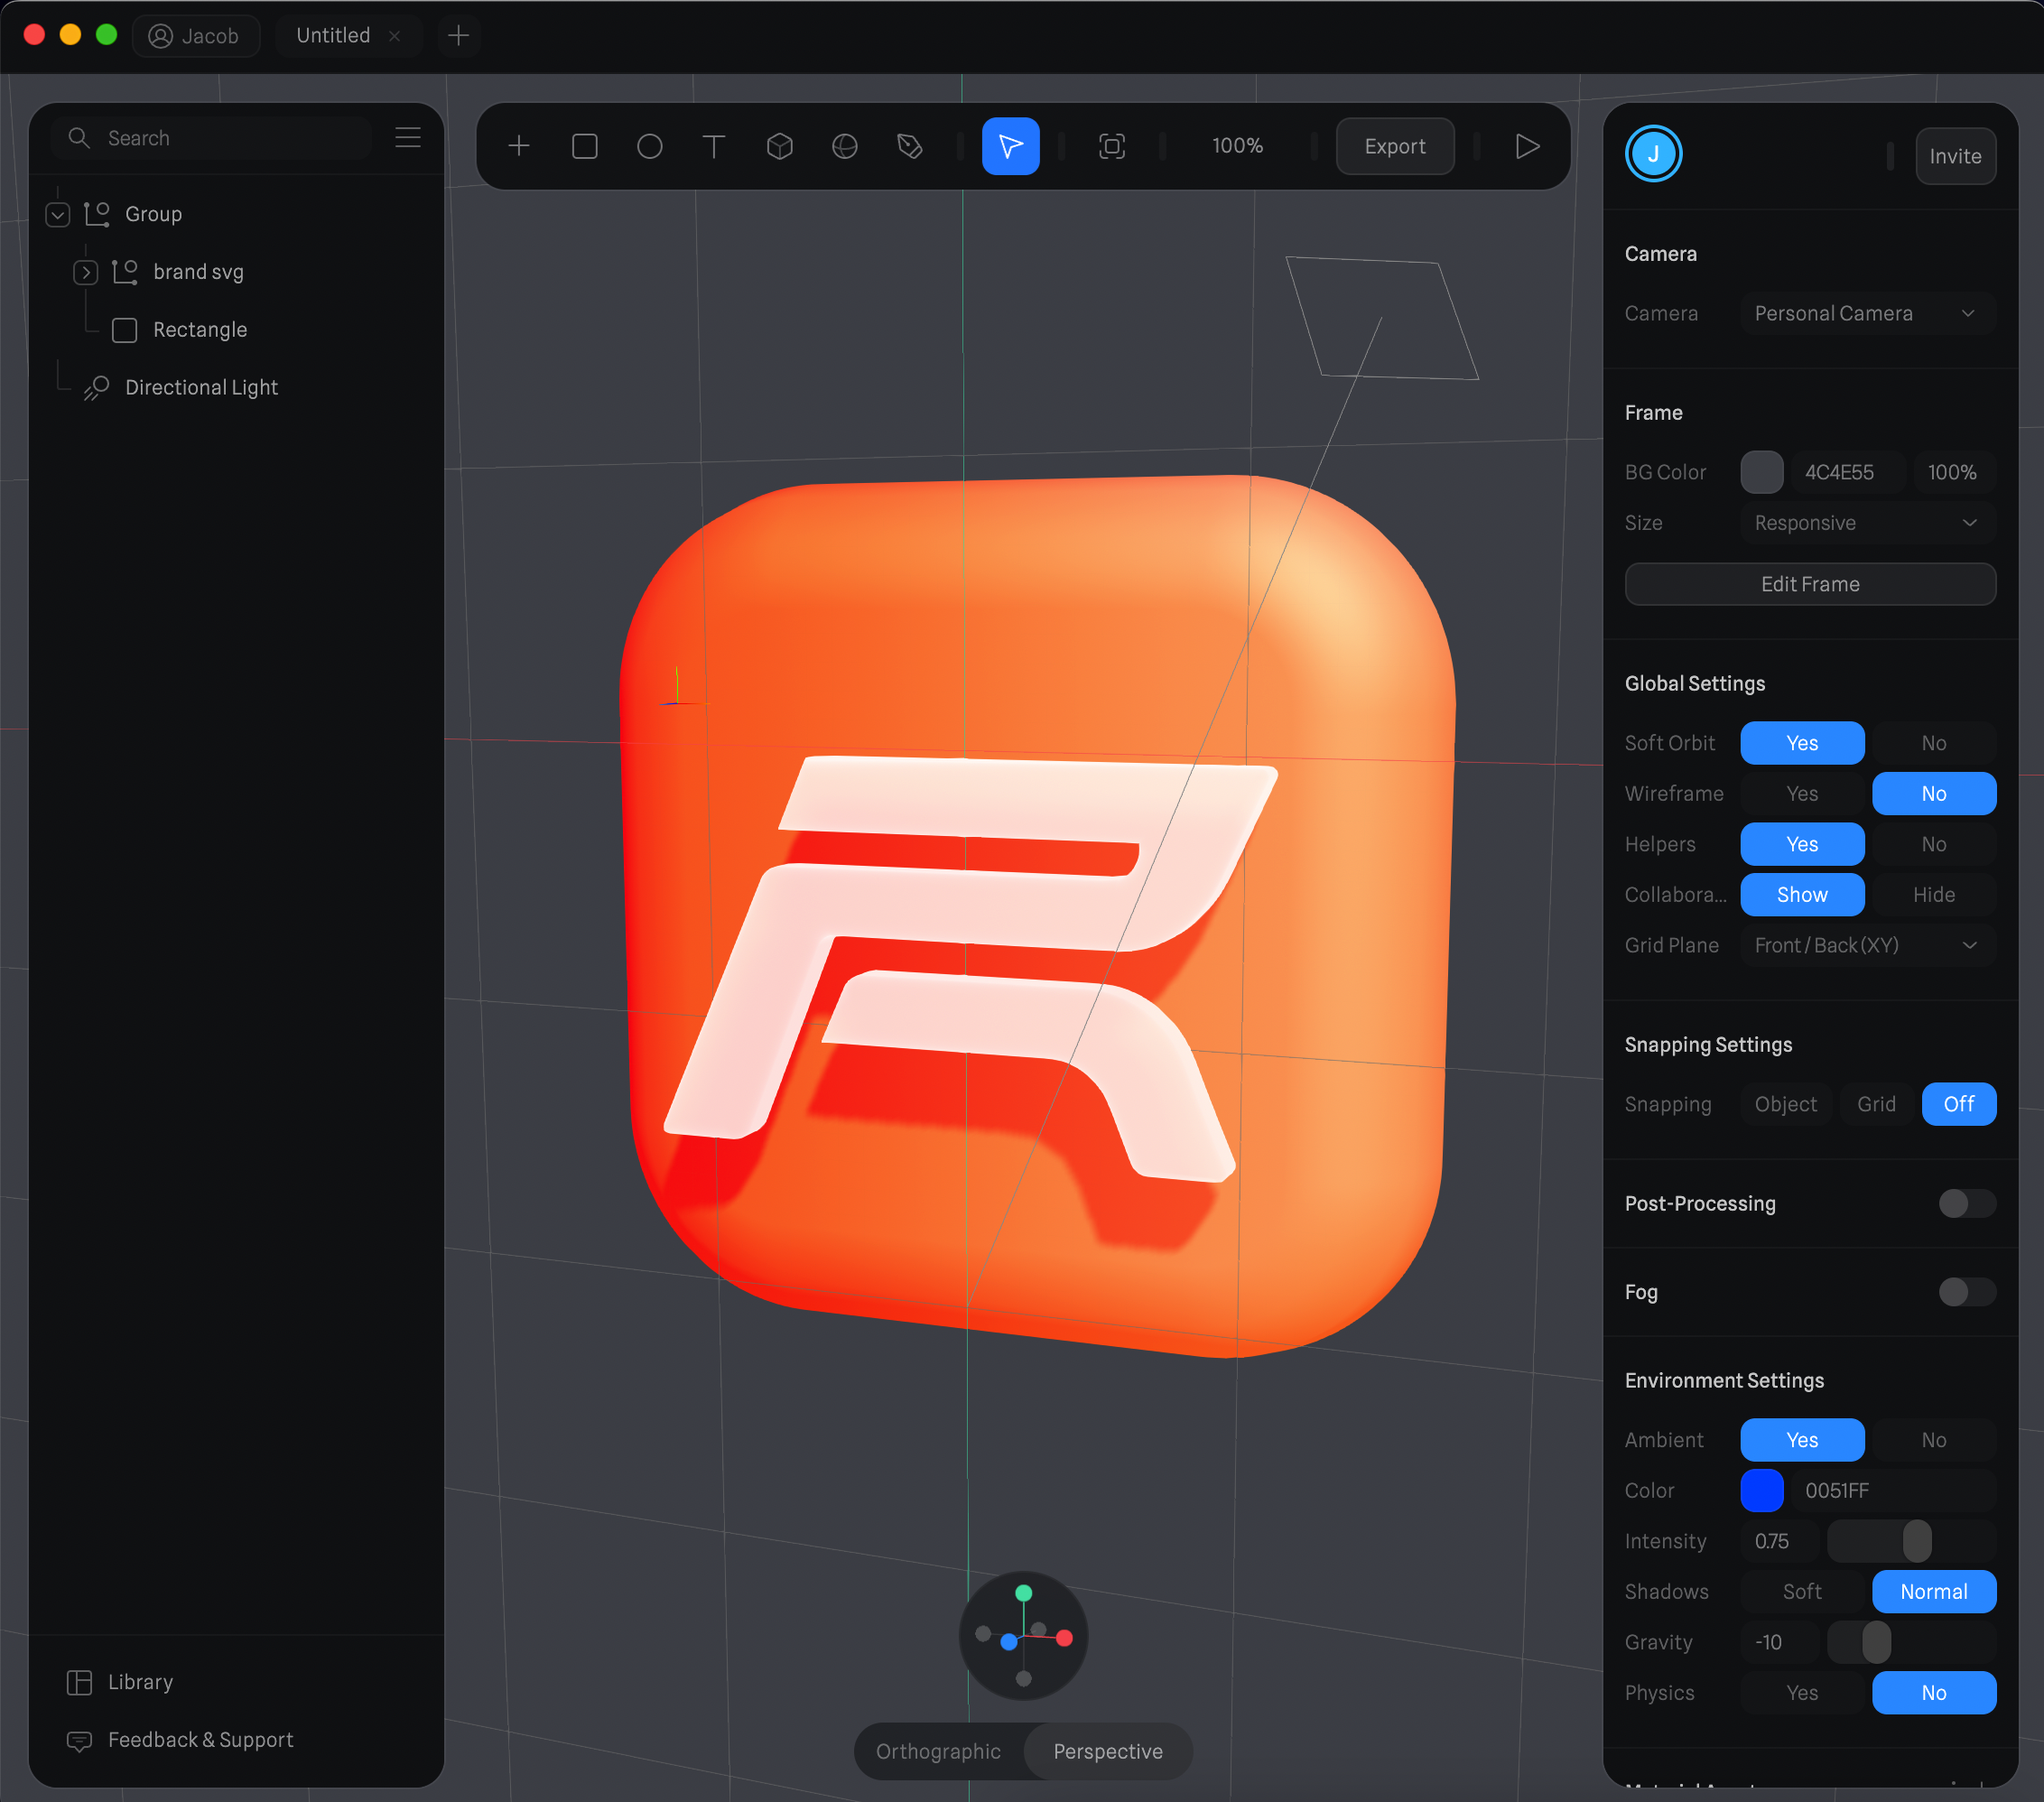 Jacob
Untitled
Search
Group
brand svg
Rectangle
Directional Light
Library
Feedback & Support
T
100%
Export
Orthographic
Perspective
J
Invite
Camera
Camera Personal Camera
Frame
BG Color 4C4E55 100%
Size Responsive
Edit Frame
Global Settings
Soft Orbit Yes No
Wireframe Yes No
Helpers Yes No
Collabora... Show Hide
Grid Plane Front / Back (XY)
Snapping Settings
Snapping Object Grid Off
Post-Processing
Fog
Environment Settings
Ambient Yes No
Color 0051FF
Intensity 0.75
Shadows Soft Normal
Gravity -10
Physics Yes No